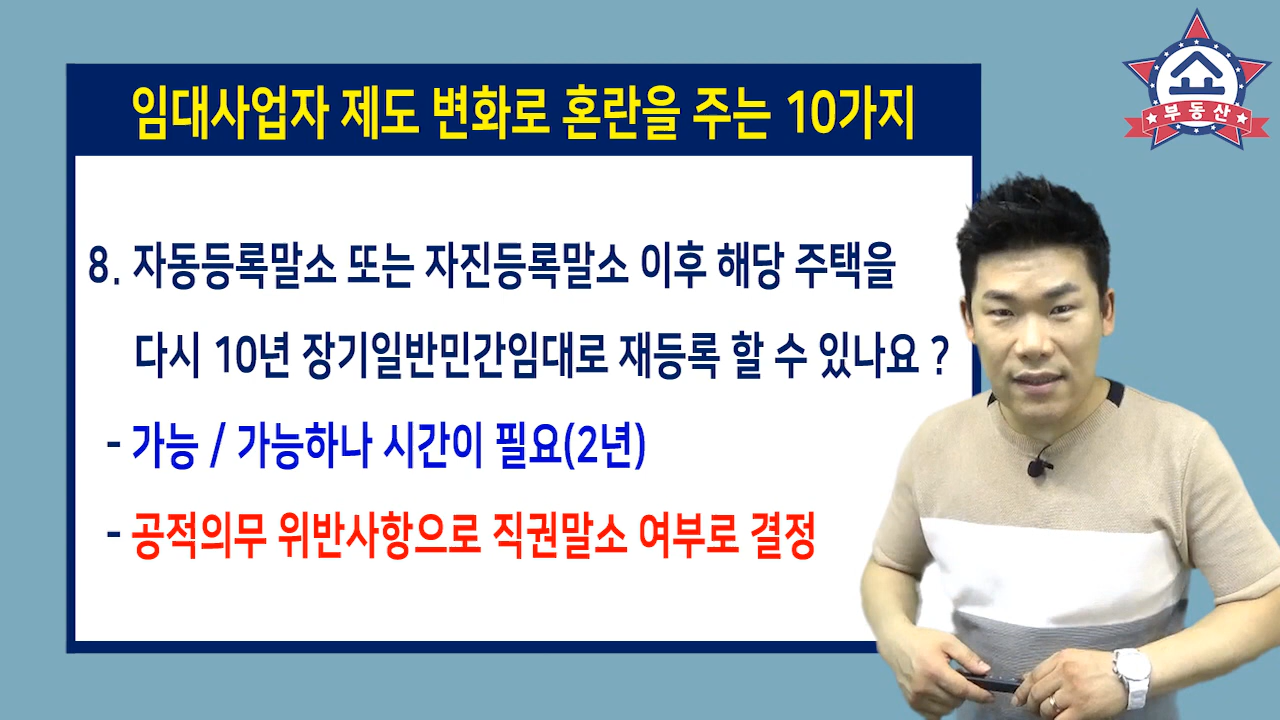 임대사업자 제도 변화로 혼란을 주는 10가지
부동산
8. 자동등록말소 또는 자진등록말소 이후 해당 주택을
다시 10년 장기일반민간임대로 재등록 할 수 있나요 ?
- 가능 / 가능하나 시간이 필요(2년)
- 공적의무 위반사항으로 직권말소 여부로 결정